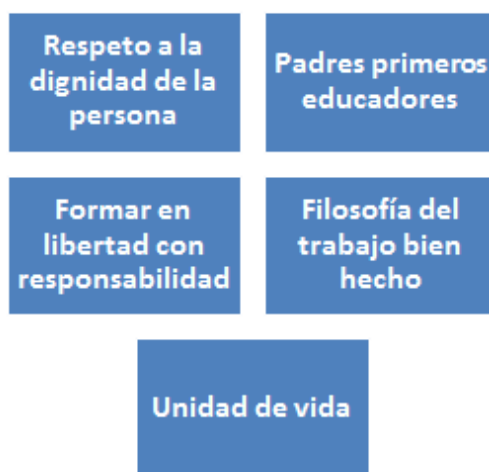 Respeto a la
dignidad de la
persona
Padres primeros
educadores
Formar en
libertad con
responsabilidad
Filosofía del
trabajo bien
hecho
Unidad de vida